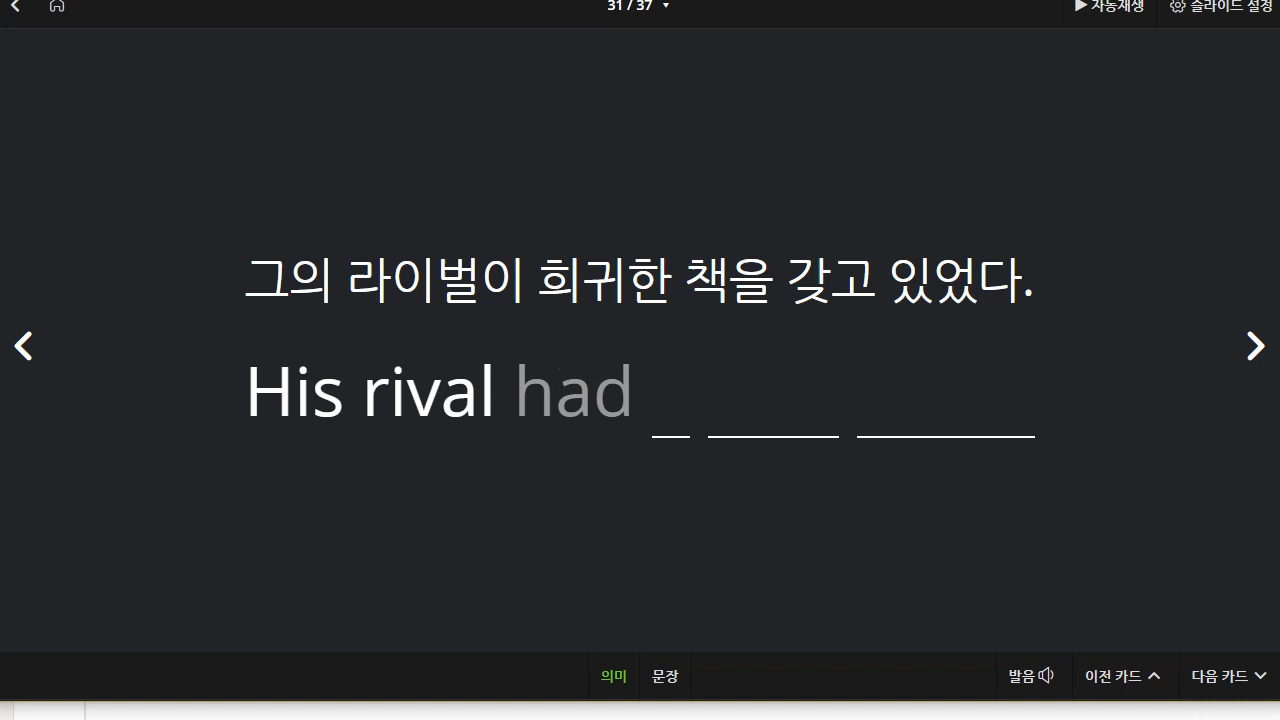 31 / 37
자동재생
슬라이드 설정
그의 라이벌이 희귀한 책을 갖고 있었다.
His rival had
의미
문장
발음
이전 카드
다음 카드